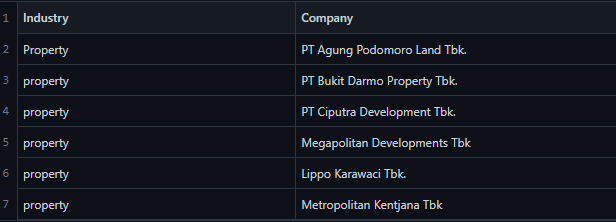 1 Industry Company
2 Property PT Agung Podomoro Land Tbk.
3 property PT Bukit Darmo Property Tbk.
4 property PT Ciputra Development Tbk.
5 property Megapolitan Developments Tbk
6 property Lippo Karawaci Tbk.
7 property Metropolitan Kentjana Tbk